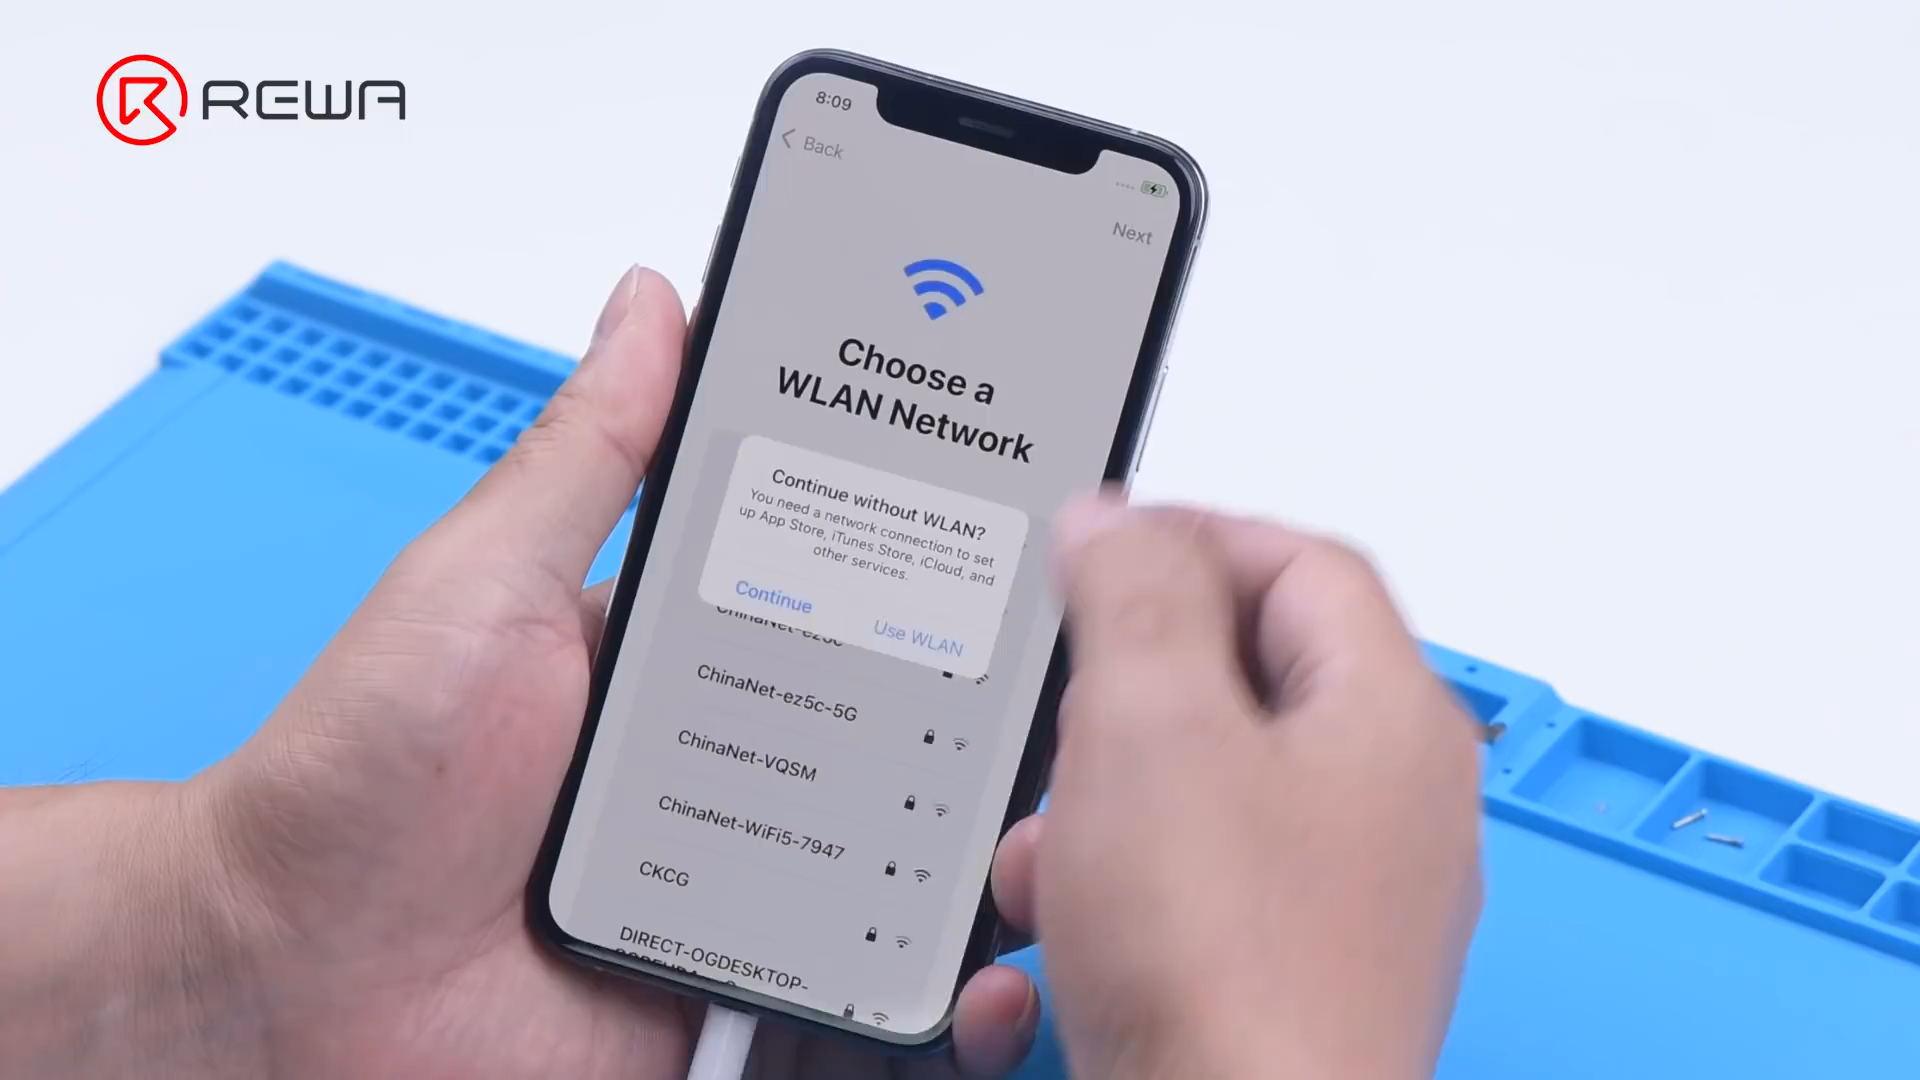 REWA
8:09
Back
Next
Choose a
WLAN Network
Continue without WLAN?
You need a network connection to set
up App Store, iTunes Store, iCloud, and
other services.
Continue
Use WLAN
ChinaNet-ez5c
ChinaNet-ez5c-5G
ChinaNet-VQSM
ChinaNet-WiFi5-7947
CKCG
DIRECT-OGDESKTOP-